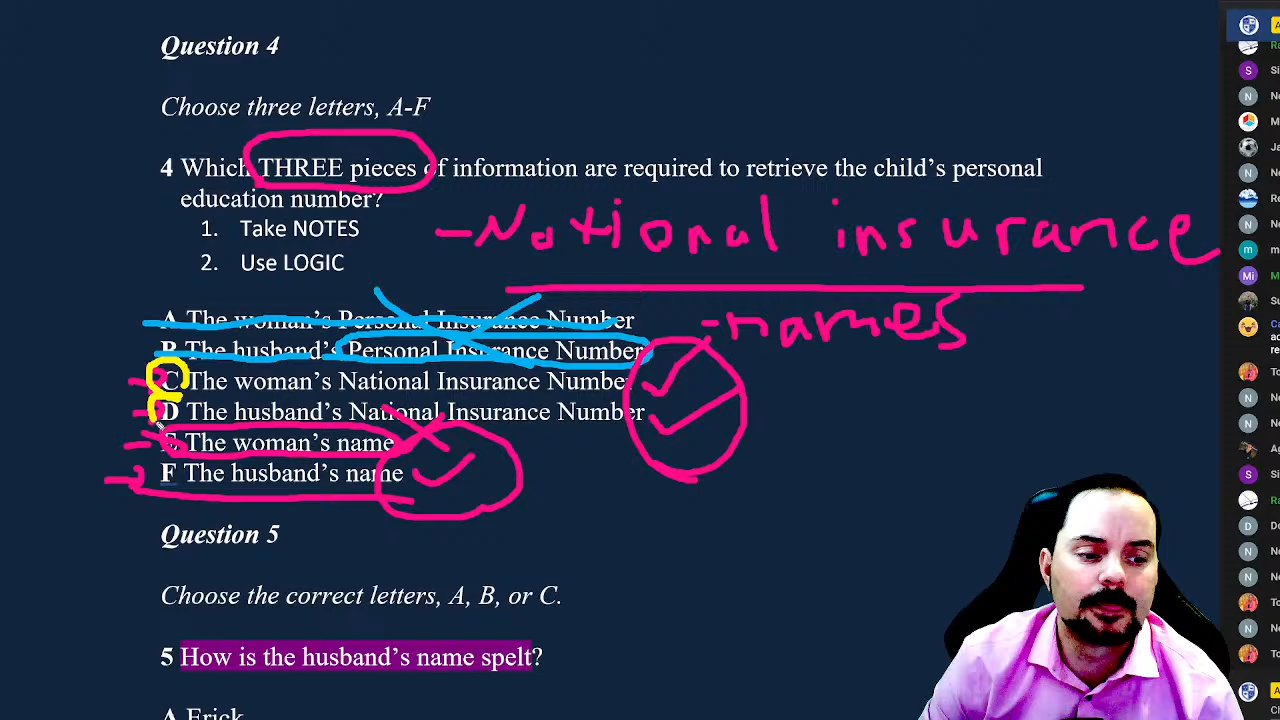 Question 4
Choose three letters, A-F
4 Which THREE pieces of information are required to retrieve the child's personal
education number?
1. Take NOTES
2. Use LOGIC
- National insurance
- names
A The woman's Personal Insurance Number
B The husband's Personal Insurance Number
C The woman's National Insurance Number
D The husband's National Insurance Number
E The woman's name
F The husband's name
Question 5
Choose the correct letters, A, B, or C.
5 How is the husband's name spelt?
A Erick